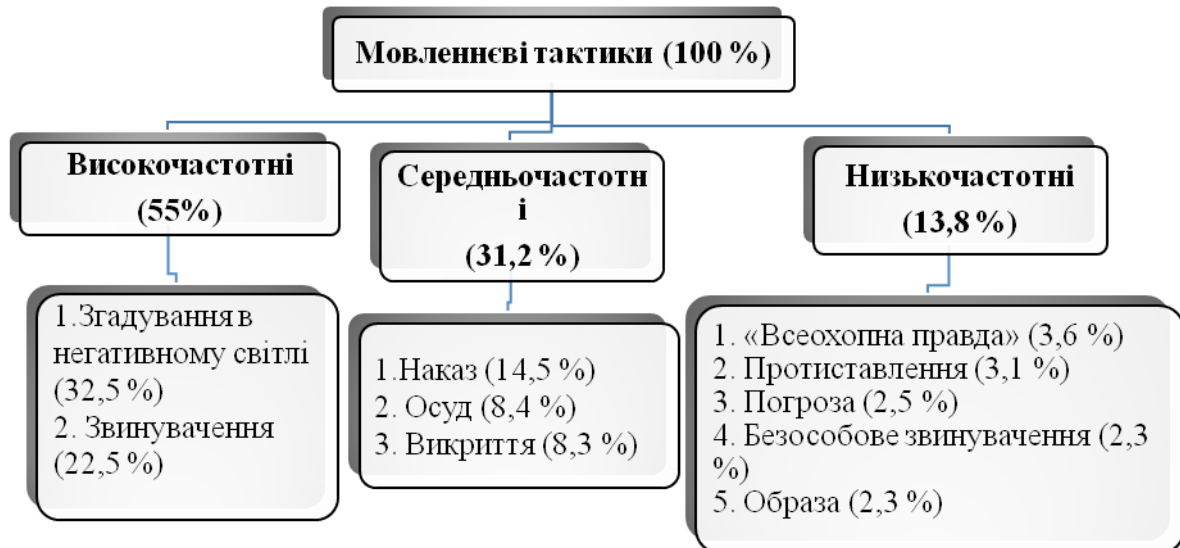 Мовленнєві тактики (100 %)
Високочастотні
(55%)
Середньочастотн
і
(31,2 %)
Низькочастотні
(13,8 %)
1.Згадування в
негативному світлі
(32,5 %)
2. Звинувачення
(22,5 %)
1.Наказ (14,5 %)
2. Осуд (8,4 %)
3. Викриття (8,3 %)
1. «Всеохопна правда» (3,6 %)
2. Протиставлення (3,1 %)
3. Погроза (2,5 %)
4. Безособове звинувачення (2,3
%)
5. Образа (2,3 %)